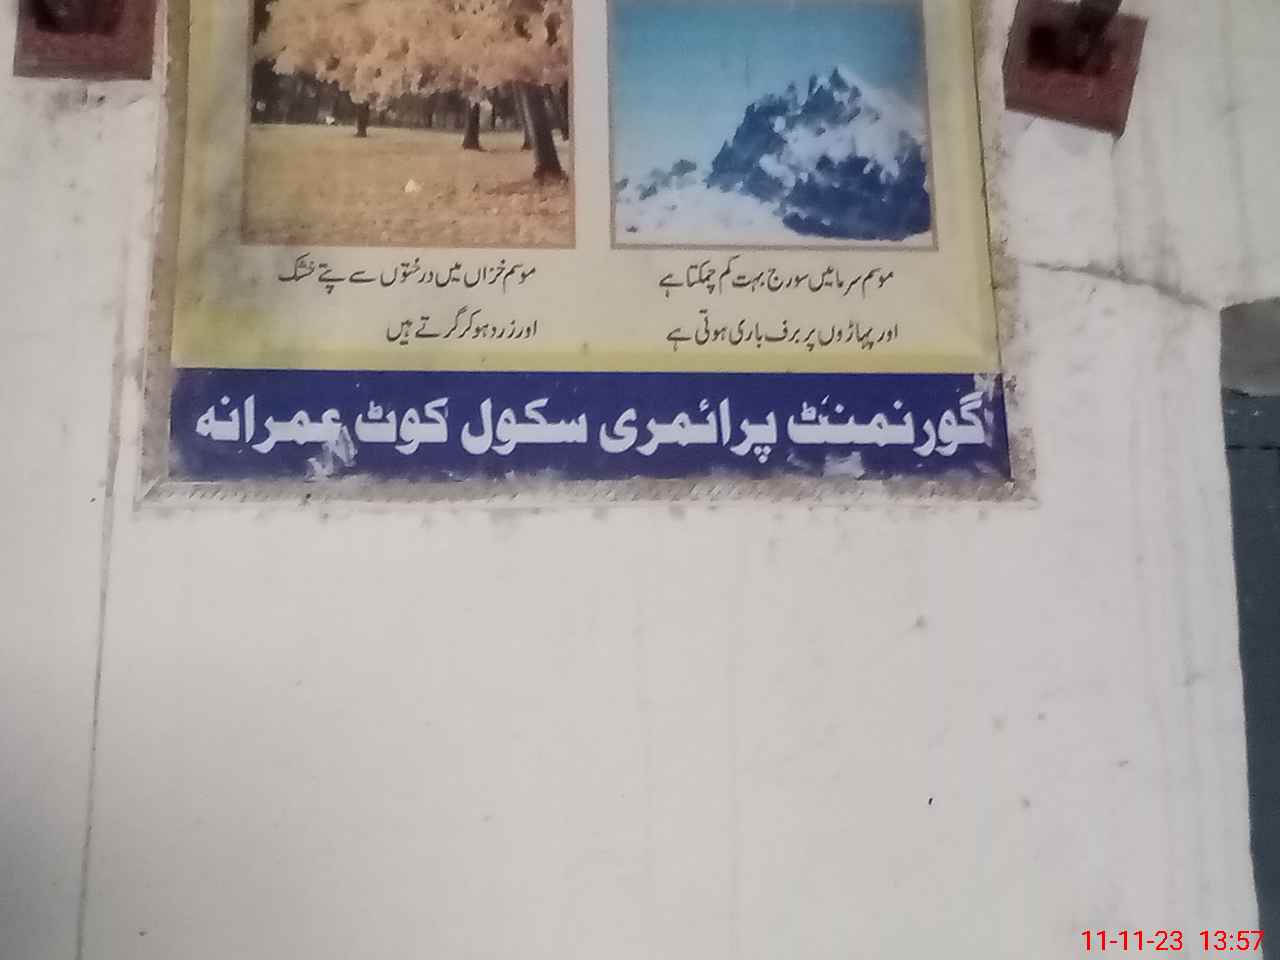 موسم سرما میں سورج بہت کم چمکتا ہے
اور پہاڑوں پر برف باری ہوتی ہے
موسم خزاں میں درختوں سے پتے خشک
اور زرد ہو کر گرتے ہیں
گورنمنٹ پرائمری سکول کوٹ عمرانہ
11-11-23 13:57